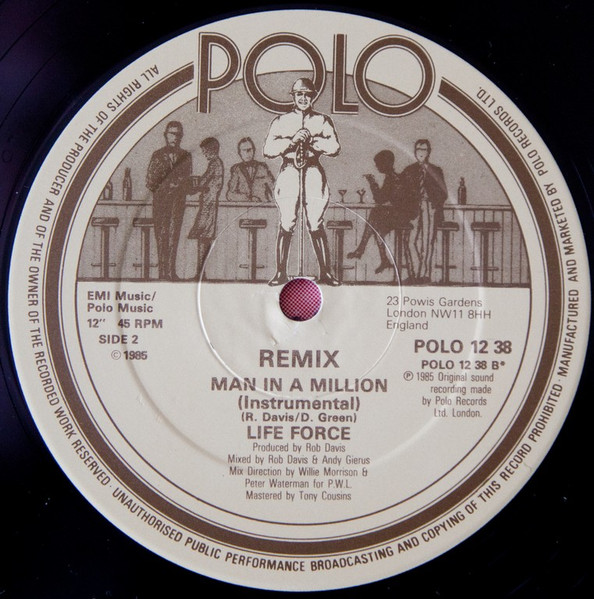 POLO
EMI Music/
Polo Music
12" 45 RPM
SIDE 2
©1985
23 Powis Gardens
London NW11 8HH
England
POLO 12 38
POLO 12 38 B*
℗ 1985 Original sound
recording made
by Polo Records
Ltd. London.
REMIX
MAN IN A MILLION
(Instrumental)
(R. Davis/D. Green)
LIFE FORCE
Produced by Rob Davis
Mixed by Rob Davis & Andy Gierus
Mix Direction by Willie Morrison &
Peter Waterman for P.W.L.
Mastered by Tony Cousins
ALL RIGHTS OF THE PRODUCER AND OF THE OWNER OF THE RECORDED WORK RESERVED · UNAUTHORISED PUBLIC PERFORMANCE BROADCASTING AND COPYING OF THIS RECORD PROHIBITED · MANUFACTURED AND MARKETED BY POLO RECORDS LTD.